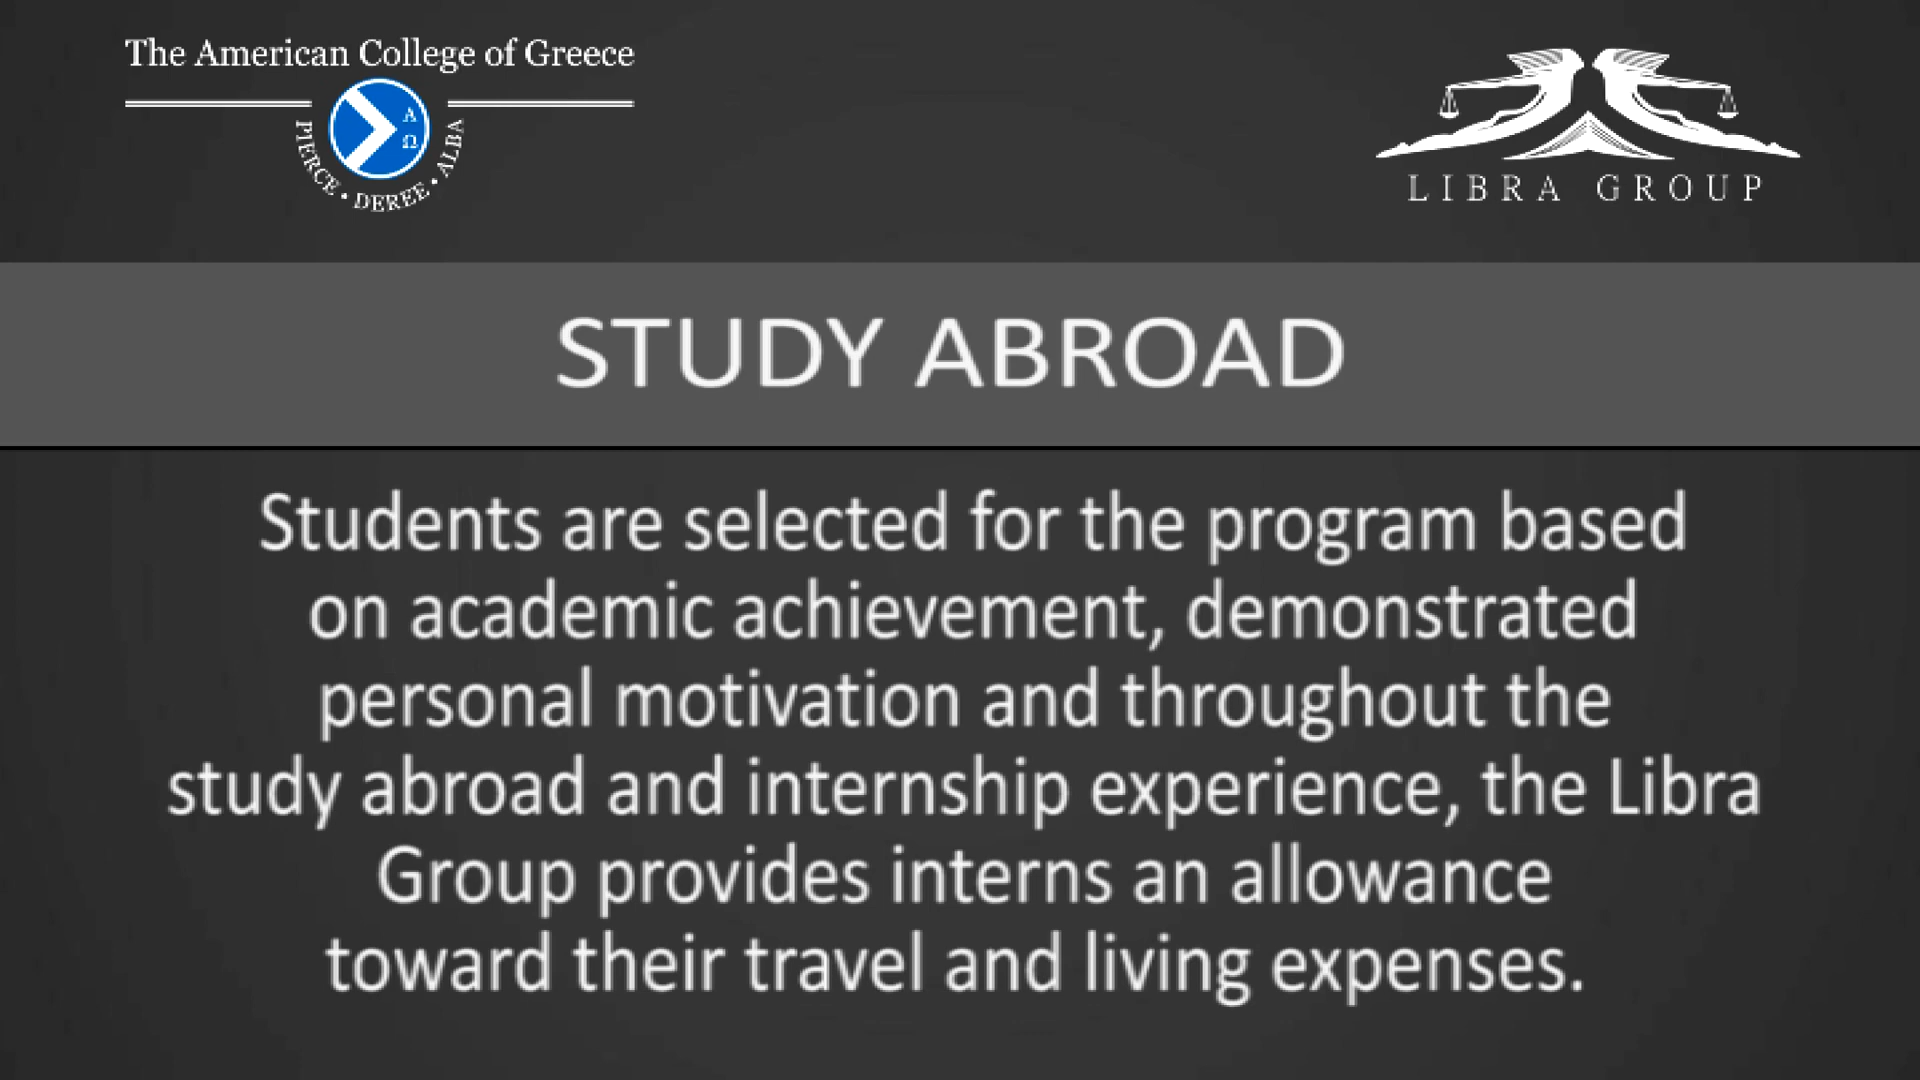 The American College of Greece
Α
Ω
PIERCE • DEREE • ALBA
LIBRA GROUP
STUDY ABROAD
Students are selected for the program based
on academic achievement, demonstrated
personal motivation and throughout the
study abroad and internship experience, the Libra
Group provides interns an allowance
toward their travel and living expenses.